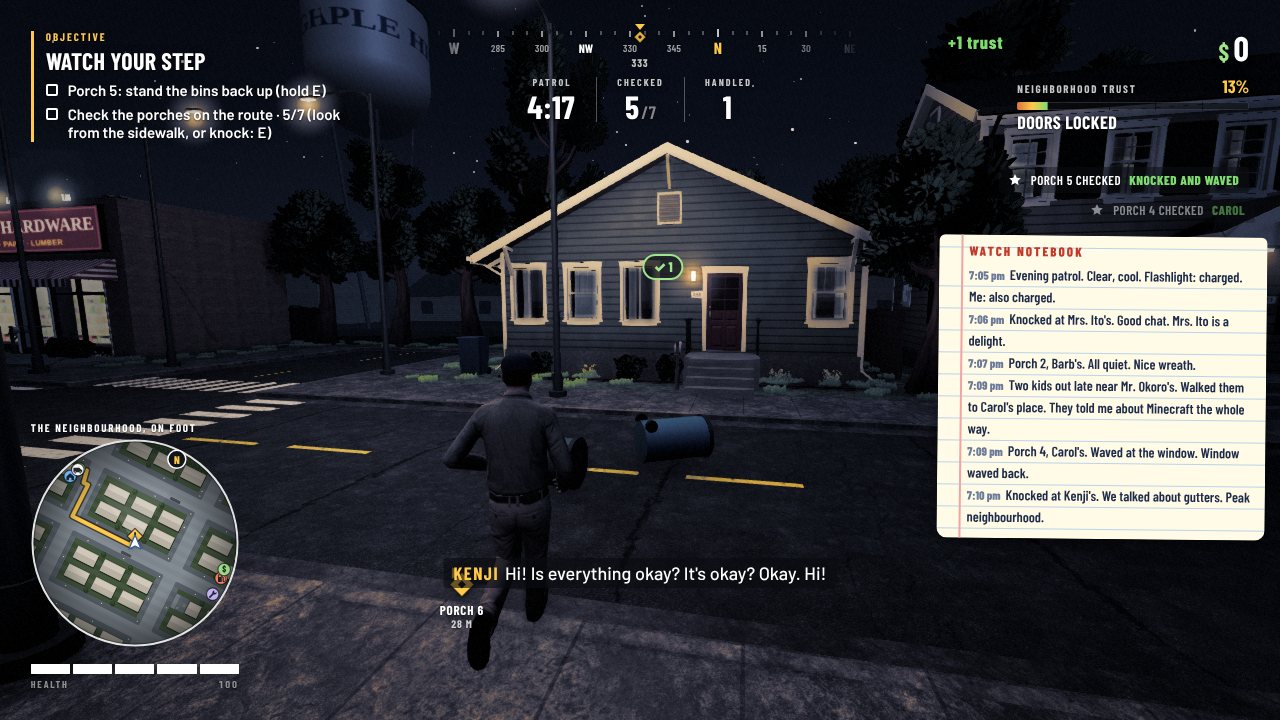 OBJECTIVE
WATCH YOUR STEP
Porch 5: stand the bins back up (hold E)
Check the porches on the route · 5/7 (look
from the sidewalk, or knock: E)
W 285 300 NW 330 345 N 15 30 NE
333
PATROL CHECKED HANDLED,
4:17 5/7 1
+1 trust
$0
NEIGHBORHOOD TRUST 13%
DOORS LOCKED
PORCH 5 CHECKED KNOCKED AND WAVED
PORCH 4 CHECKED CAROL
WATCH NOTEBOOK
7:05 pm Evening patrol. Clear, cool. Flashlight: charged.
Me: also charged.
7:06 pm Knocked at Mrs. Ito's. Good chat. Mrs. Ito is a
delight.
7:07 pm Porch 2, Barb's. All quiet. Nice wreath.
7:09 pm Two kids out late near Mr. Okoro's. Walked them
to Carol's place. They told me about Minecraft the whole
way.
7:09 pm Porch 4, Carol's. Waved at the window. Window
waved back.
7:10 pm Knocked at Kenji's. We talked about gutters. Peak
neighbourhood.
HARDWARE
LUMBER
✓1
THE NEIGHBOURHOOD, ON FOOT
N
$
KENJI Hi! Is everything okay? It's okay? Okay. Hi!
PORCH 6
28 M
HEALTH 100